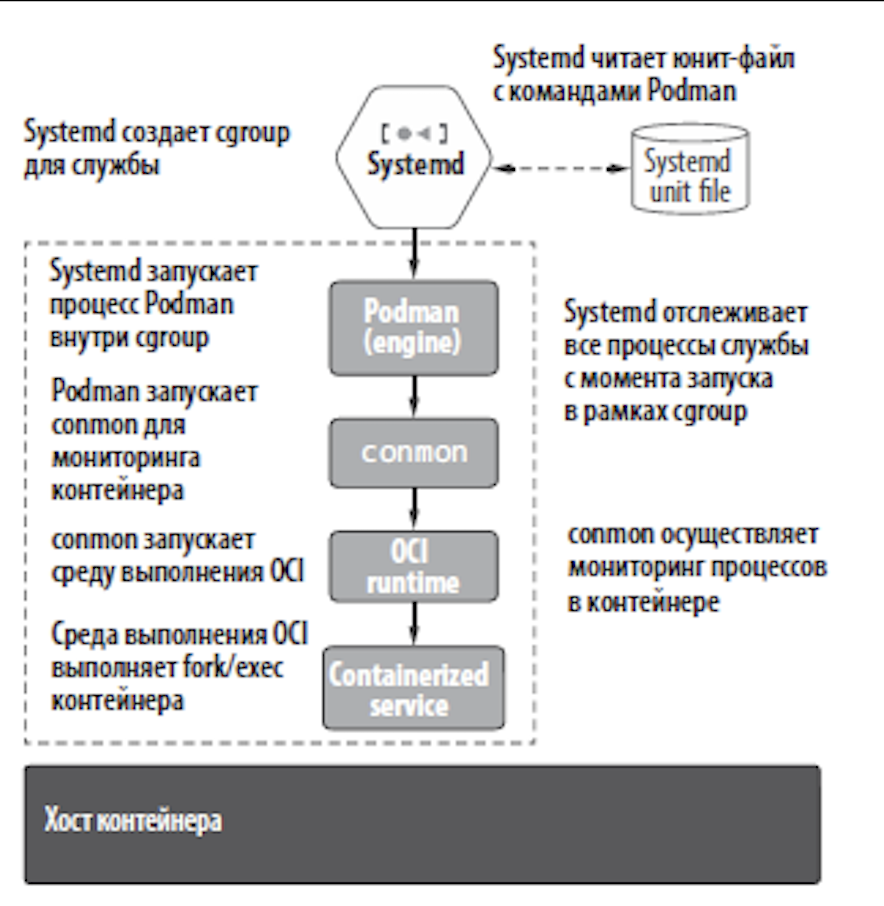 Systemd читает юнит-файл
с командами Podman
Systemd создает cgroup
для службы
[ ● ◂ ]
Systemd
Systemd
unit file
Systemd запускает
процесс Podman
внутри cgroup
Podman
(engine)
Systemd отслеживает
все процессы службы
с момента запуска
в рамках cgroup
Podman запускает
conmon для
мониторинга
контейнера
conmon
conmon запускает
среду выполнения OCI
OCI
runtime
conmon осуществляет
мониторинг процессов
в контейнере
Среда выполнения OCI
выполняет fork/exec
контейнера
Containerized
service
Хост контейнера